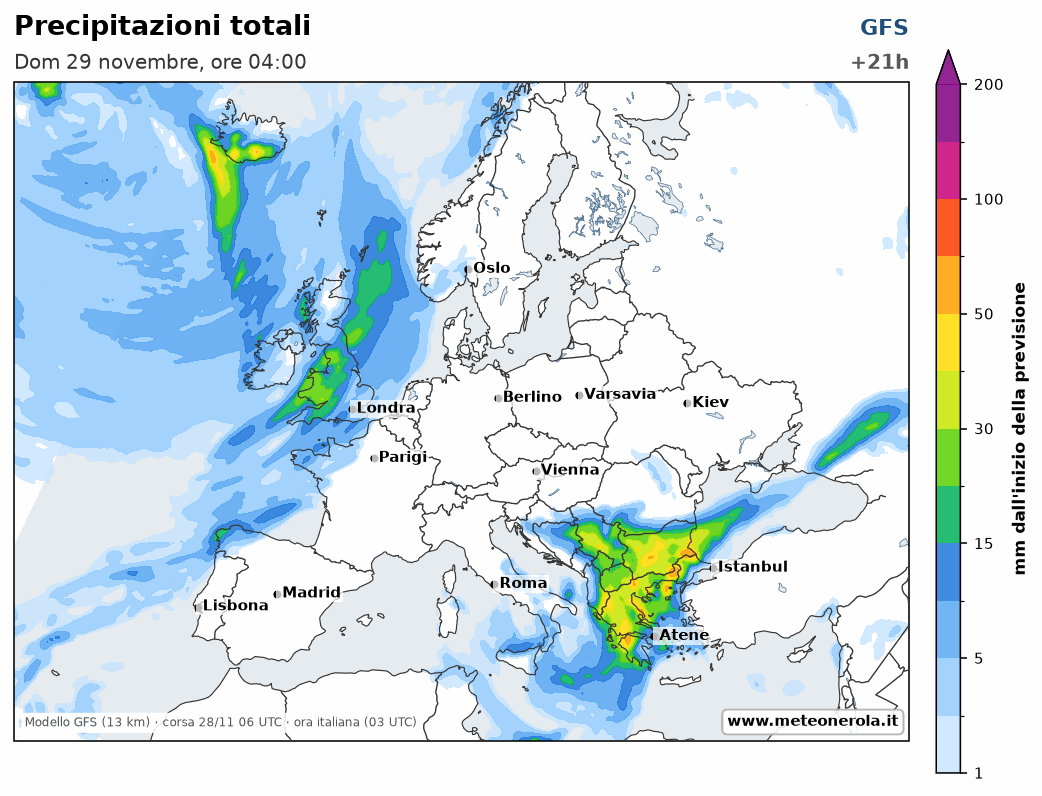 Precipitazioni totali
GFS
Dom 29 novembre, ore 04:00
+21h
200
100
50
30
15
5
1
mm dall'inizio della previsione
Oslo
Londra
Berlino
Varsavia
Kiev
Parigi
Vienna
Istanbul
Roma
Madrid
Lisbona
Atene
Modello GFS (13 km) · corsa 28/11 06 UTC · ora italiana (03 UTC)
www.meteonerola.it